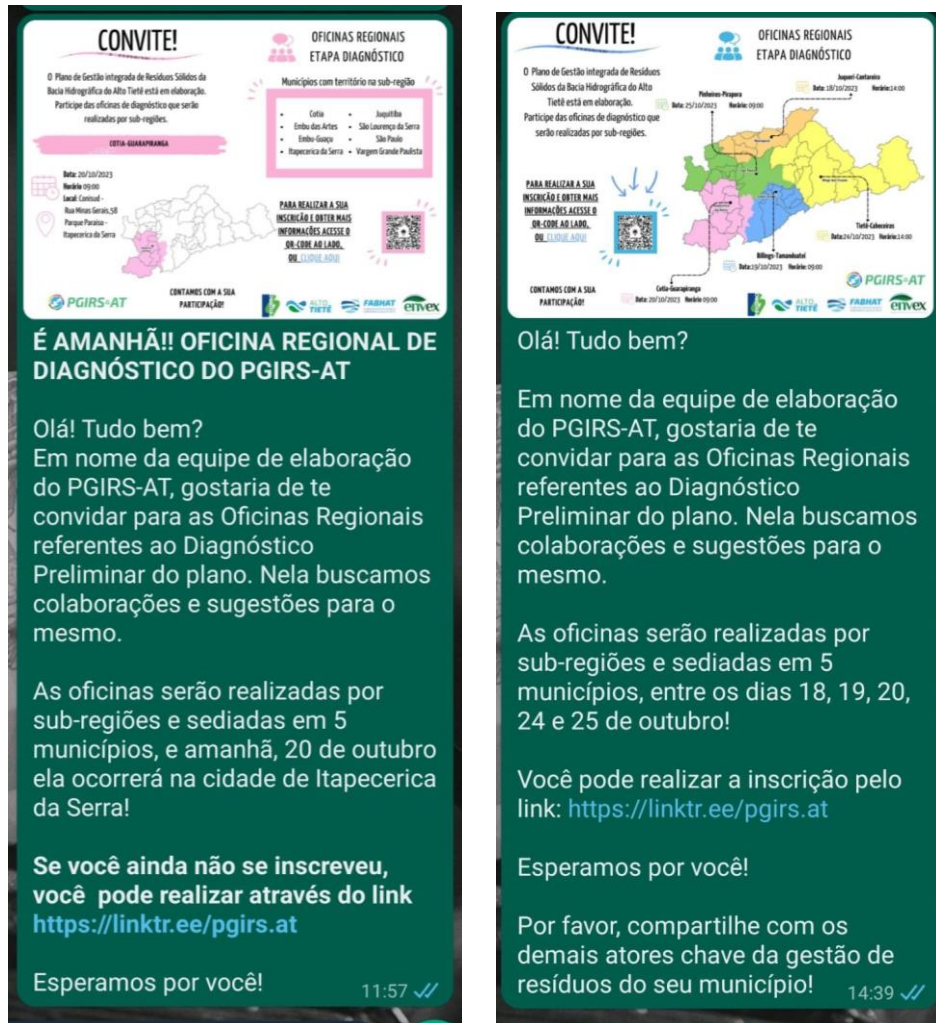 CONVITE!
O Plano de Gestão integrada de Resíduos Sólidos da
Bacia Hidrográfica do Alto Tietê está em elaboração.
Participe das oficinas de diagnóstico que serão
realizadas por sub-regiões.
COTIA-GUARAPIRANGA
Data: 20/10/2023
Horário 09:00
Local: Conisud -
Rua Minas Gerais,58
Parque Paraíso -
Itapecerica da Serra
OFICINAS REGIONAIS
ETAPA DIAGNÓSTICO
Municípios com território na sub-região
• Cotia
• Embu das Artes
• Embu-Guaçu
• Itapecerica da Serra
• Juquitiba
• São Lourenço da Serra
• São Paulo
• Vargem Grande Paulista
PARA REALIZAR A SUA
INSCRIÇÃO E OBTER MAIS
INFORMAÇÕES ACESSE O
QR-CODE AO LADO,
OU CLIQUE AQUI
CONTAMOS COM A SUA
PARTICIPAÇÃO!
PGIRS-AT
ALTO
TIETÊ
FABHAT
envex
É AMANHÃ!! OFICINA REGIONAL DE
DIAGNÓSTICO DO PGIRS-AT
Olá! Tudo bem?
Em nome da equipe de elaboração
do PGIRS-AT, gostaria de te
convidar para as Oficinas Regionais
referentes ao Diagnóstico
Preliminar do plano. Nela buscamos
colaborações e sugestões para o
mesmo.
As oficinas serão realizadas por
sub-regiões e sediadas em 5
municípios, e amanhã, 20 de outubro
ela ocorrerá na cidade de Itapecerica
da Serra!
Se você ainda não se inscreveu,
você  pode realizar através do link
https://linktr.ee/pgirs.at
Esperamos por você!
11:57
CONVITE!
O Plano de Gestão integrada de Resíduos
Sólidos da Bacia Hidrográfica do Alto
Tietê está em elaboração.
Participe das oficinas de diagnóstico que
serão realizadas por sub-regiões.
OFICINAS REGIONAIS
ETAPA DIAGNÓSTICO
Juqueri-Cantareira
Data: 18/10/2023 Horário:14:00
Pinheiros-Pirapora
Data: 25/10/2023 Horário: 09:00
Tietê-Cabeceiras
Data:24/10/2023 Horário:14:00
Billings-Tamanduateí
Data:19/10/2023 Horário: 09:00
Cotia-Guarapiranga
Data: 20/10/2023 Horário 09:00
PARA REALIZAR A SUA
INSCRIÇÃO E OBTER MAIS
INFORMAÇÕES ACESSE O
QR-CODE AO LADO,
OU CLIQUE AQUI
CONTAMOS COM A SUA
PARTICIPAÇÃO!
PGIRS-AT
ALTO
TIETÊ
FABHAT
envex
Olá! Tudo bem?
Em nome da equipe de elaboração
do PGIRS-AT, gostaria de te
convidar para as Oficinas Regionais
referentes ao Diagnóstico
Preliminar do plano. Nela buscamos
colaborações e sugestões para o
mesmo.
As oficinas serão realizadas por
sub-regiões e sediadas em 5
municípios, entre os dias 18, 19, 20,
24 e 25 de outubro!
Você pode realizar a inscrição pelo
link: https://linktr.ee/pgirs.at
Esperamos por você!
Por favor, compartilhe com os
demais atores chave da gestão de
resíduos do seu município!
14:39